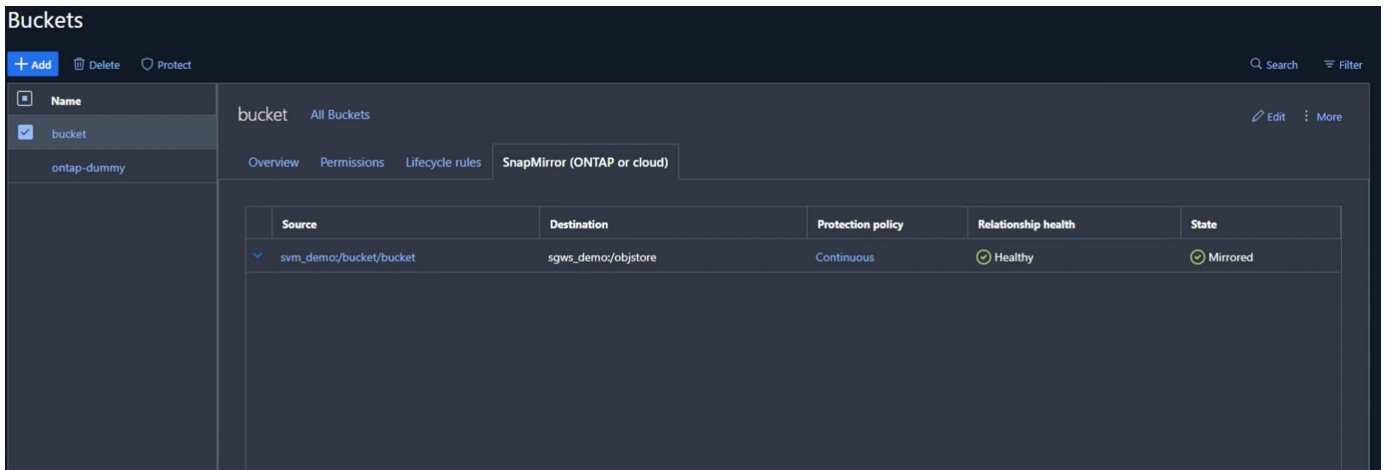 Buckets
+ Add Delete Protect Search Filter
Name
bucket
ontap-dummy
bucket All Buckets Edit More
Overview Permissions Lifecycle rules SnapMirror (ONTAP or cloud)
Source Destination Protection policy Relationship health State
svm_demo:/bucket/bucket sgws_demo:/objstore Continuous Healthy Mirrored